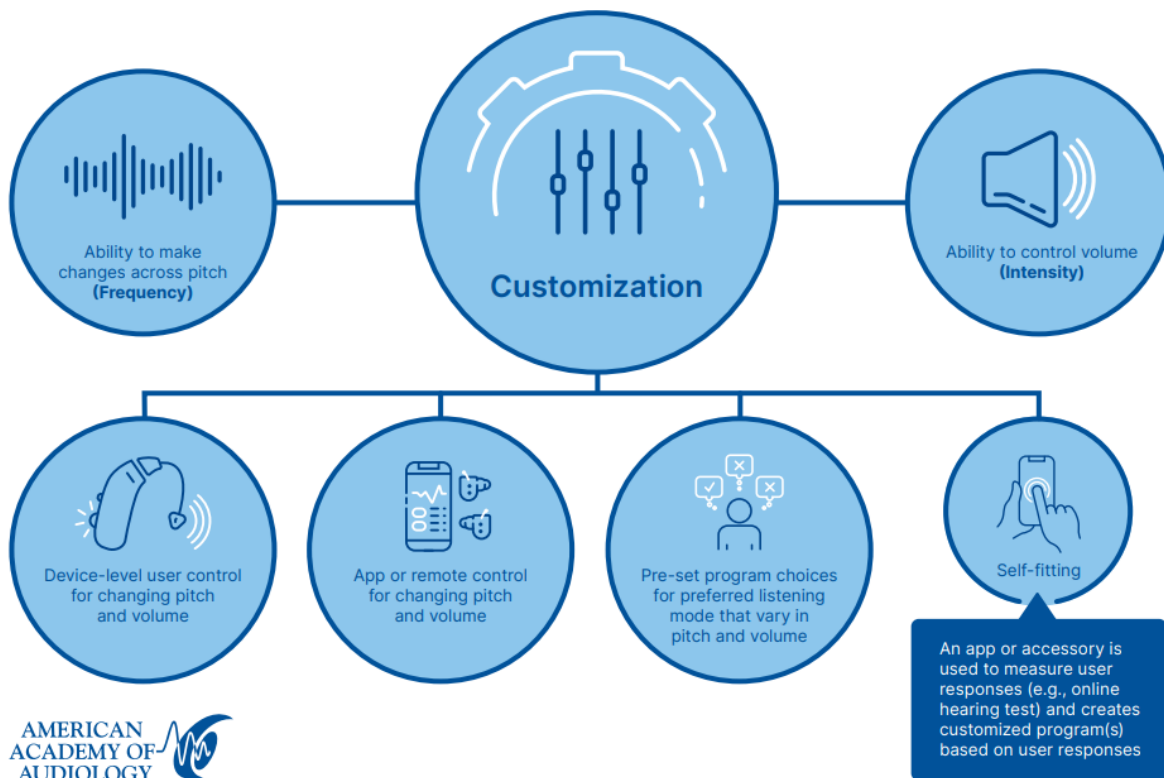 Ability to make
changes across pitch
(Frequency)
Customization
Ability to control volume
(Intensity)
Device-level user control
for changing pitch
and volume
App or remote control
for changing pitch
and volume
Pre-set program choices
for preferred listening
mode that vary in
pitch and volume
Self-fitting
An app or accessory is
used to measure user
responses (e.g., online
hearing test) and creates
customized program(s)
based on user responses
AMERICAN
ACADEMY OF
AUDIOLOGY